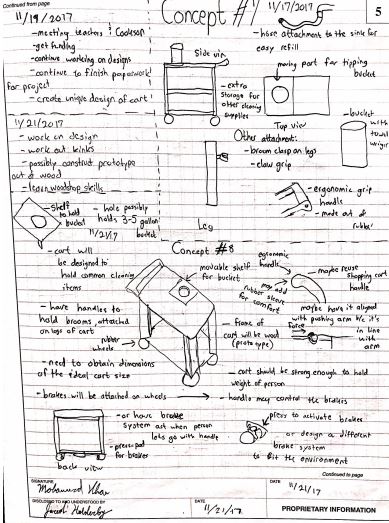 Continued from page
5
11/19/2017
- meeting teachers & Cookson
- get funding
- continue working on designs
- continue to finish paperwork
for project
- create unique design of cart
Concept #7
11/17/2017
- hose attachment to the sink for
easy refill
Side view
moving part for tipping
bucket
- extra
storage for
other cleaning
supplies
Top view
- bucket
with
towel
11/21/2017
- work on design
- work out kinks
- possibly construct prototype
out of wood
- learn woodshop skills
Other attachment:
- broom clasp on legs
- claw grip
Leg
- ergonomic grip
handle
- made out of
rubber
- shelf
to hold
bucket
- hole possibly
holds 3-5 gallon
bucket
11/21/17
Concept #8
- cart will
be designed to
hold common cleaning
items
movable shelf
for bucket
ergonomic
handle
may add
rubber sleeve
for comfort
- maybe reuse
shopping cart
handle
- have handles to
hold brooms attached
on legs of cart
rubber
wheels
- frame of
cart will be wood
(prototype)
maybe have it aligned
with pushing arm b/c it's
force
in line
with
arm
- need to obtain dimensions
of the ideal cart size
- cart should be strong enough to hold
weight of person
- brakes will be attached on wheels
- handle may control the brakes
- or have brake
system act when person
lets go with handle
- press pad
for brakes
back view
press to activate brakes
or design a different
brake system
to fit the environment
Continued to page
SIGNATURE
DATE
11/21/17
DISCLOSED TO AND UNDERSTOOD BY
DATE
11/21/17
PROPRIETARY INFORMATION